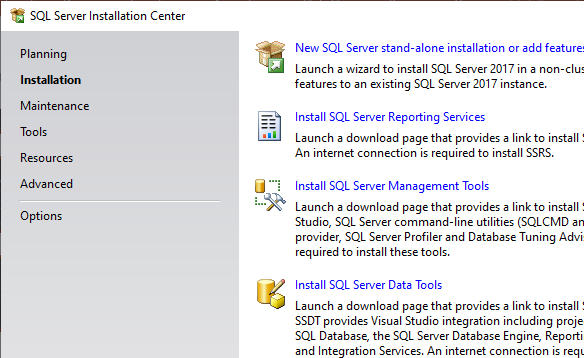 SQL Server Installation Center
Planning
Installation
Maintenance
Tools
Resources
Advanced
Options
New SQL Server stand-alone installation or add features
Launch a wizard to install SQL Server 2017 in a non-clus
features to an existing SQL Server 2017 instance.
Install SQL Server Reporting Services
Launch a download page that provides a link to install S
An internet connection is required to install SSRS.
Install SQL Server Management Tools
Launch a download page that provides a link to install S
Studio, SQL Server command-line utilities (SQLCMD an
provider, SQL Server Profiler and Database Tuning Advi
required to install these tools.
Install SQL Server Data Tools
Launch a download page that provides a link to install S
SSDT provides Visual Studio integration including proje
SQL Database, the SQL Server Database Engine, Reporti
and Integration Services. An internet connection is requ